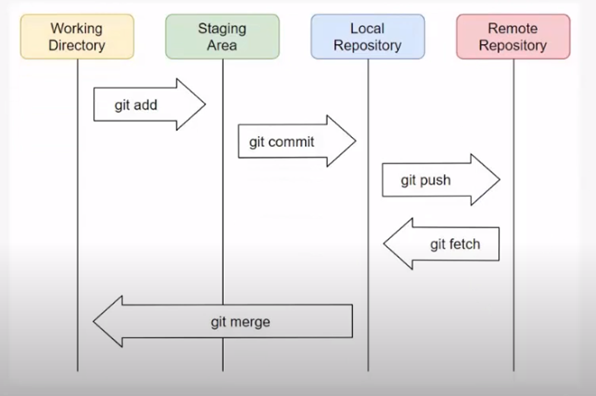 Working
Directory
Staging
Area
Local
Repository
Remote
Repository
git add
git commit
git push
git fetch
git merge